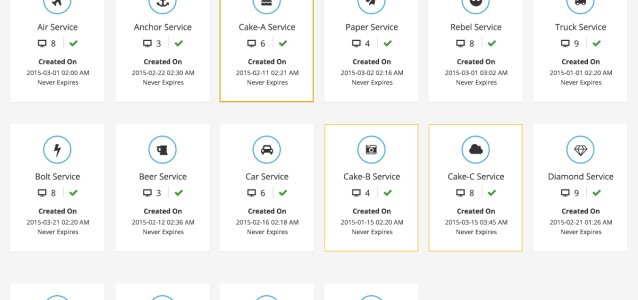 Air Service
8
Created On
2015-03-01 02:00 AM
Never Expires
Anchor Service
3
Created On
2015-02-22 02:30 AM
Never Expires
Cake-A Service
6
Created On
2015-02-11 02:21 AM
Never Expires
Paper Service
4
Created On
2015-03-02 02:16 AM
Never Expires
Rebel Service
8
Created On
2015-03-01 03:02 AM
Never Expires
Truck Service
9
Created On
2015-01-01 02:20 AM
Never Expires
Bolt Service
8
Created On
2015-03-21 02:20 AM
Never Expires
Beer Service
3
Created On
2015-02-12 02:36 AM
Never Expires
Car Service
6
Created On
2015-02-16 02:18 AM
Never Expires
Cake-B Service
4
Created On
2015-01-15 02:20 AM
Never Expires
Cake-C Service
8
Created On
2015-03-15 03:45 AM
Never Expires
Diamond Service
9
Created On
2015-02-21 01:26 AM
Never Expires